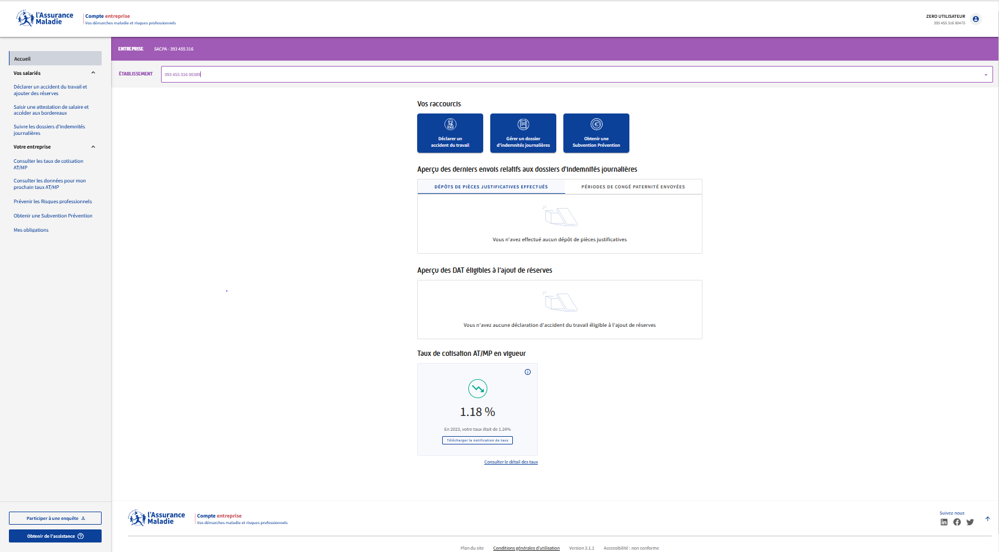 l'Assurance
Maladie
Compte entreprise
Vos démarches maladie et risques professionnels
ZERO UTILISATEUR
393 455 316 00470
ENTREPRISE SACPA - 393 455 316
ÉTABLISSEMENT 393 455 316 00389
Accueil
Vos salariés
Déclarer un accident du travail et
ajouter des réserves
Saisir une attestation de salaire et
accéder aux bordereaux
Suivre les dossiers d'indemnités
journalières
Votre entreprise
Consulter les taux de cotisation
AT/MP
Consulter les données pour mon
prochain taux AT/MP
Prévenir les Risques professionnels
Obtenir une Subvention Prévention
Mes obligations
Participer à une enquête
Obtenir de l'assistance
Vos raccourcis
Déclarer un
accident du travail
Gérer un dossier
d'indemnités journalières
Obtenir une
Subvention Prévention
Aperçu des derniers envois relatifs aux dossiers d'indemnités journalières
DÉPÔTS DE PIÈCES JUSTIFICATIVES EFFECTUÉS
PÉRIODES DE CONGÉ PATERNITÉ ENVOYÉES
Vous n'avez effectué aucun dépôt de pièces justificatives
Aperçu des DAT éligibles à l'ajout de réserves
Vous n'avez aucune déclaration d'accident du travail éligible à l'ajout de réserves
Taux de cotisation AT/MP en vigueur
1.18 %
En 2023, votre taux était de 1.24%
Télécharger la notification de taux
Consulter le détail des taux
l'Assurance
Maladie
Compte entreprise
Vos démarches maladie et risques professionnels
Suivez-nous
Plan du site Conditions générales d'utilisation Version 3.1.1 Accessibilité : non conforme